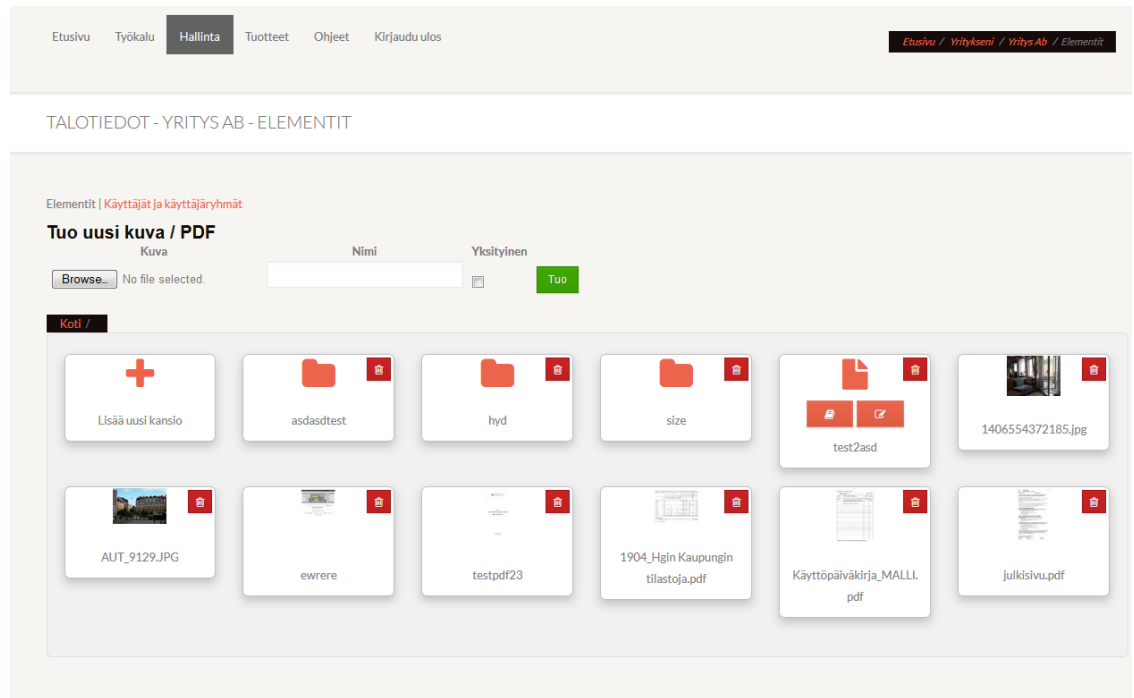 Etusivu Työkalu Hallinta Tuotteet Ohjeet Kirjaudu ulos
Etusivu / Yritykseni / Yritys Ab / Elementit
TALOTIEDOT - YRITYS AB - ELEMENTIT
Elementit | Käyttäjät ja käyttäjäryhmät
Tuo uusi kuva / PDF
Kuva Nimi Yksityinen
Browse... No file selected. Tuo
Koti /
Lisää uusi kansio
asdasdtest
hyd
size
test2asd
1406554372185.jpg
AUT_9129.JPG
ewrere
testpdf23
1904_Hgin Kaupungin
tilastoja.pdf
Käyttöpäiväkirja_MALLI.
pdf
julkisivu.pdf